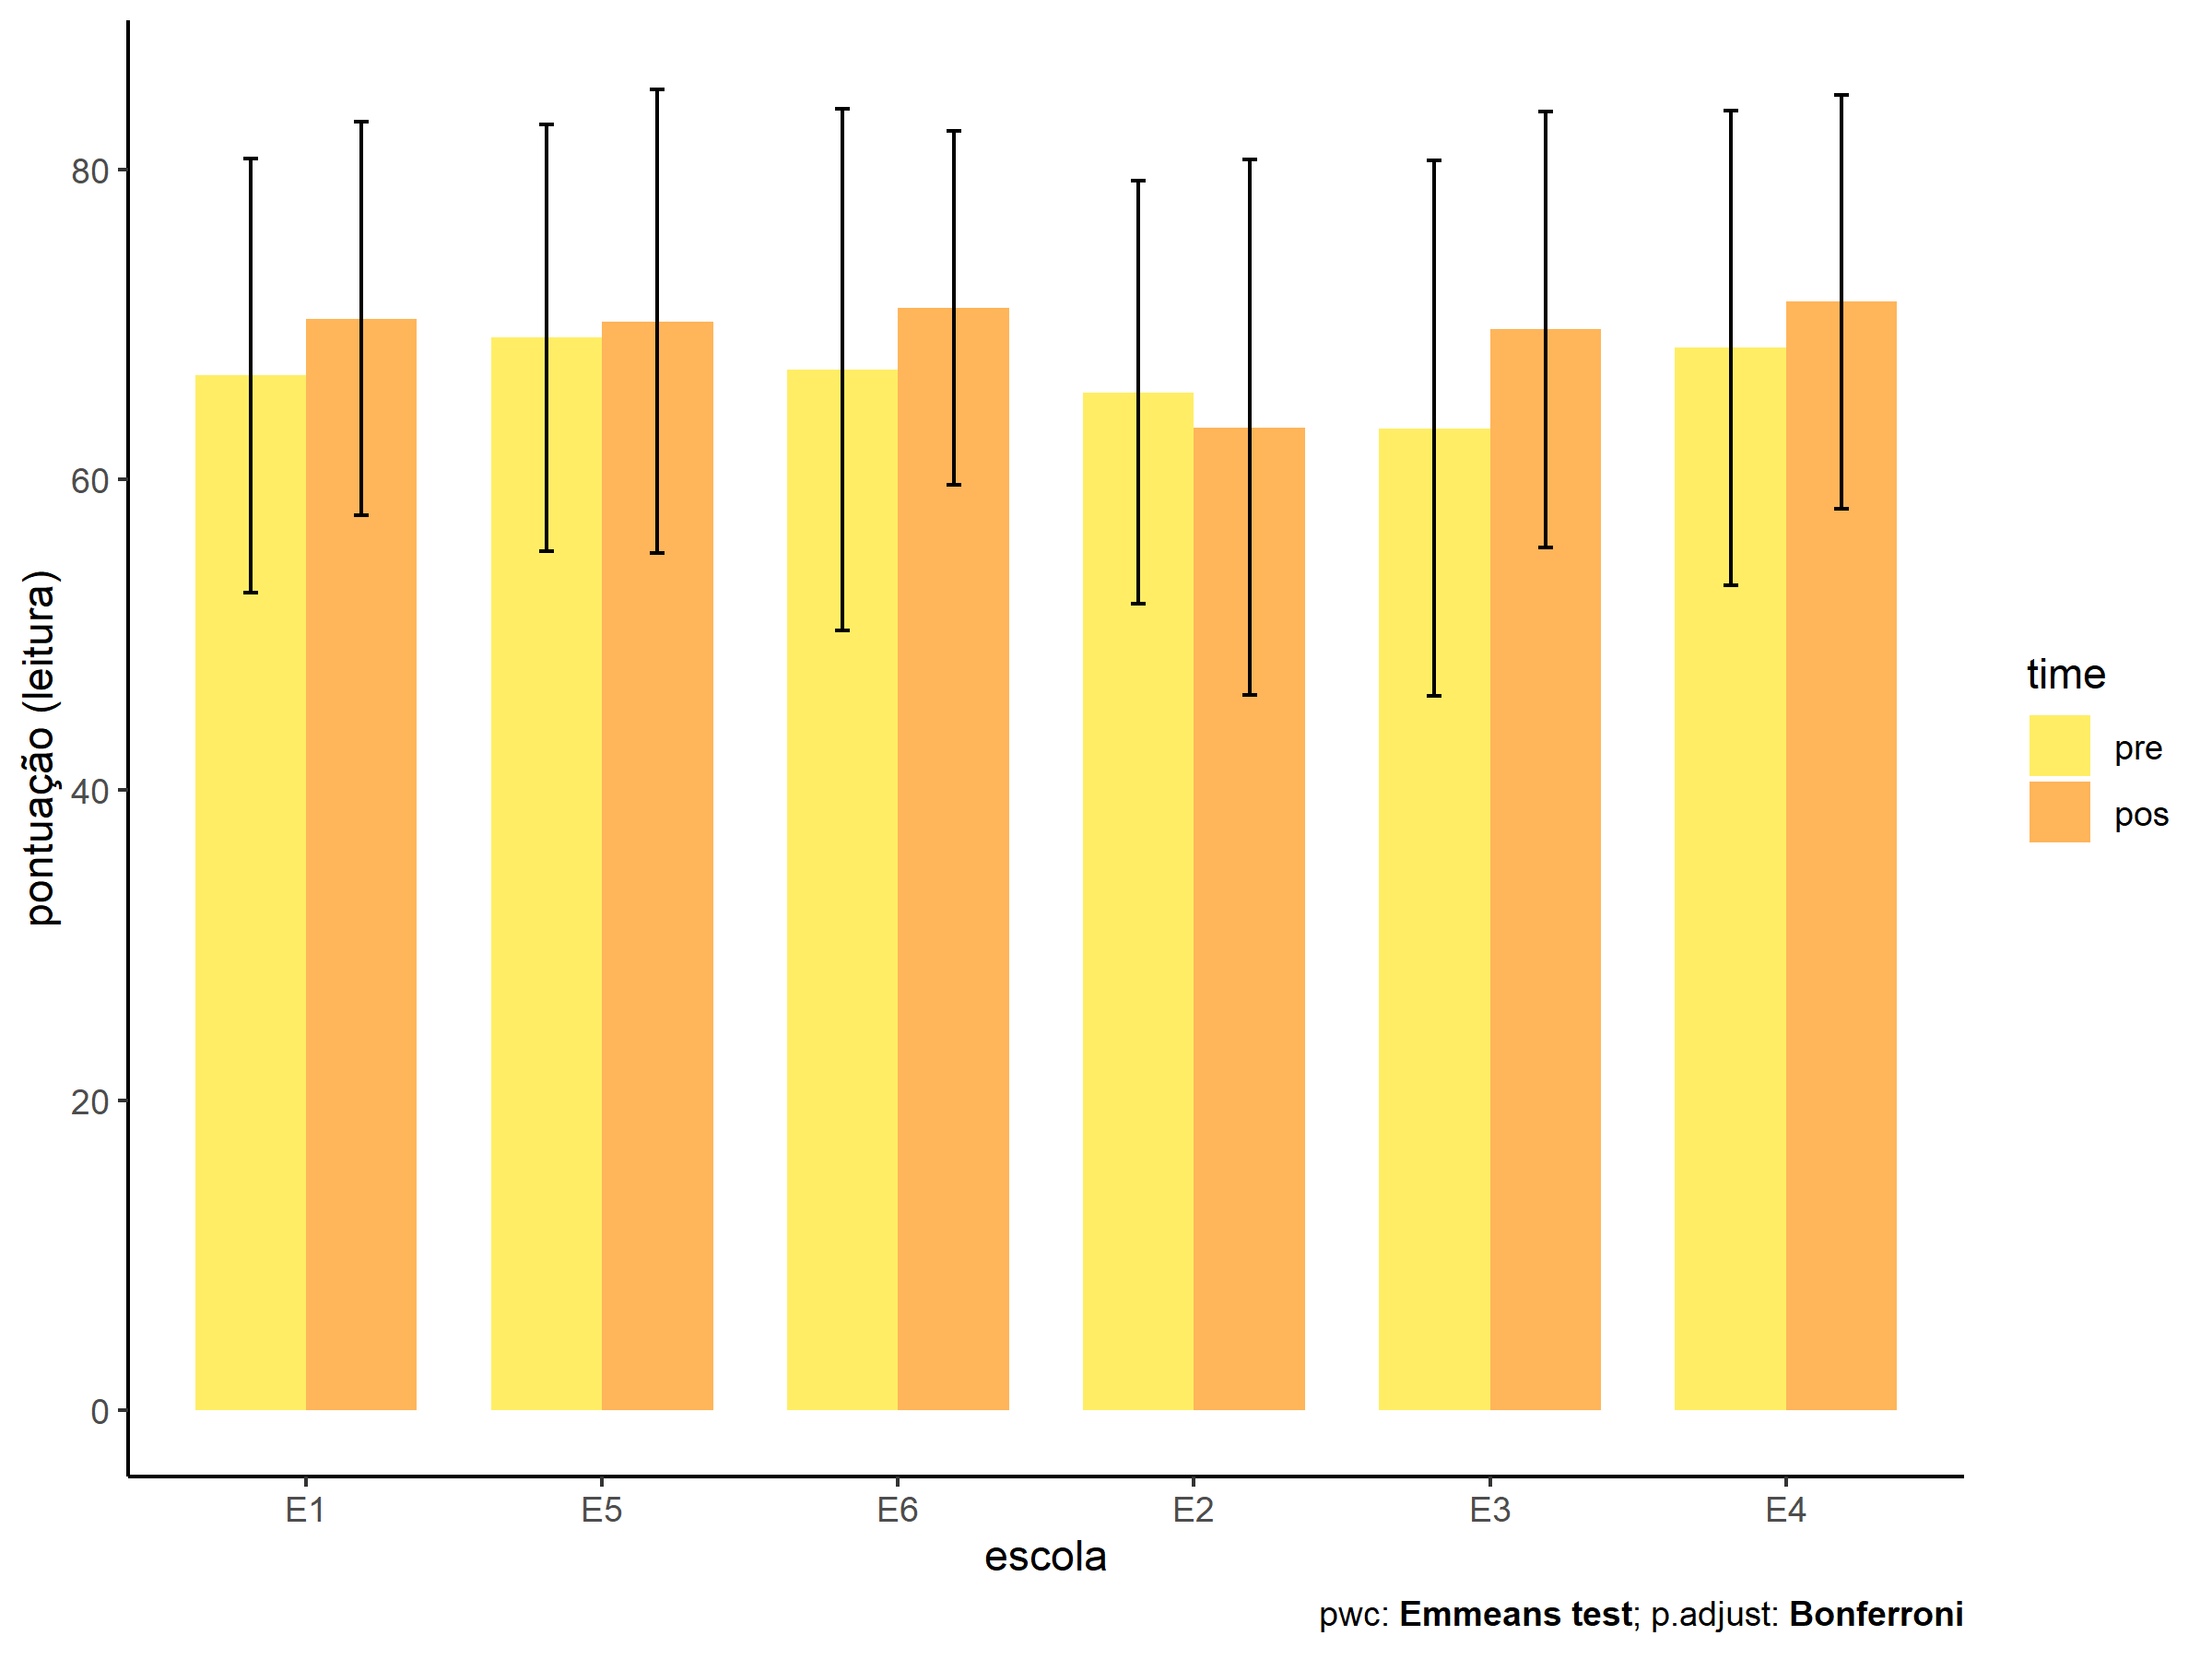 pontuação (leitura)
80
60
40
20
0
E1 E5 E6 E2 E3 E4
escola
time
pre
pos
pwc: Emmeans test; p.adjust: Bonferroni